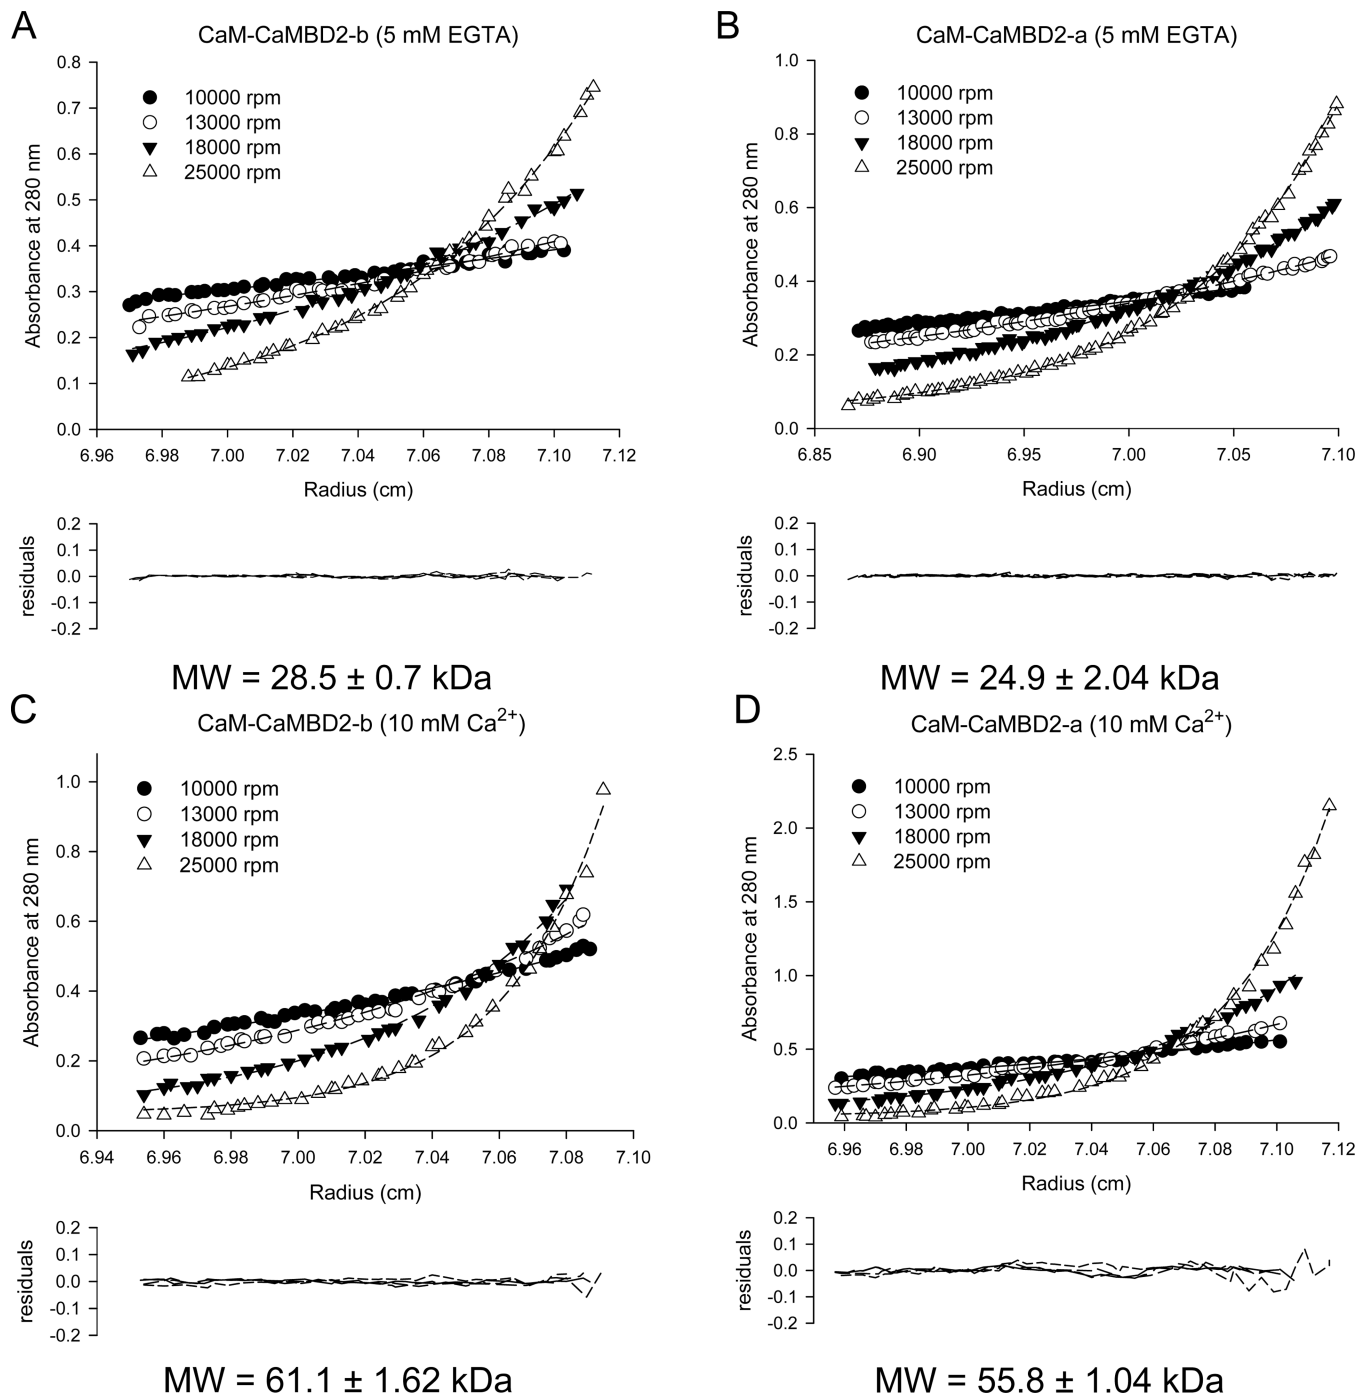 A
CaM-CaMBD2-b (5 mM EGTA)
Absorbance at 280 nm
0.8
0.7
0.6
0.5
0.4
0.3
0.2
0.1
0.0
10000 rpm
13000 rpm
18000 rpm
25000 rpm
6.96 6.98 7.00 7.02 7.04 7.06 7.08 7.10 7.12
Radius (cm)
residuals
0.2
0.1
0.0
-0.1
-0.2
MW = 28.5 ± 0.7 kDa
B
CaM-CaMBD2-a (5 mM EGTA)
Absorbance at 280 nm
1.0
0.8
0.6
0.4
0.2
0.0
10000 rpm
13000 rpm
18000 rpm
25000 rpm
6.85 6.90 6.95 7.00 7.05 7.10
Radius (cm)
residuals
0.2
0.1
0.0
-0.1
-0.2
MW = 24.9 ± 2.04 kDa
C
CaM-CaMBD2-b (10 mM Ca²⁺)
Absorbance at 280 nm
1.0
0.8
0.6
0.4
0.2
0.0
10000 rpm
13000 rpm
18000 rpm
25000 rpm
6.94 6.96 6.98 7.00 7.02 7.04 7.06 7.08 7.10
Radius (cm)
residuals
0.2
0.1
0.0
-0.1
-0.2
MW = 61.1 ± 1.62 kDa
D
CaM-CaMBD2-a (10 mM Ca²⁺)
Absorbance at 280 nm
2.5
2.0
1.5
1.0
0.5
0.0
10000 rpm
13000 rpm
18000 rpm
25000 rpm
6.96 6.98 7.00 7.02 7.04 7.06 7.08 7.10 7.12
Radius (cm)
residuals
0.2
0.1
0.0
-0.1
-0.2
MW = 55.8 ± 1.04 kDa